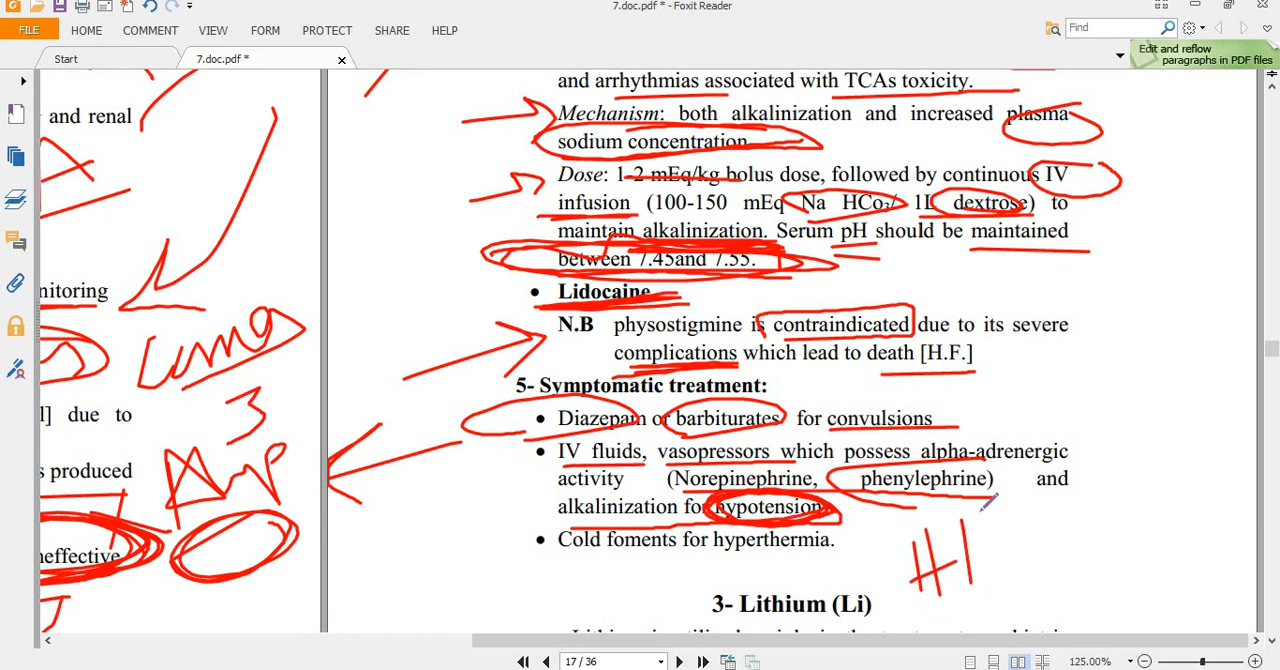 7.doc.pdf * - Foxit Reader
FILE HOME COMMENT VIEW FORM PROTECT SHARE HELP
Find
Edit and reflow
paragraphs in PDF files
Start 7.doc.pdf *
and renal
nitoring
] due to
s produced
neffective
and arrhythmias associated with TCAs toxicity.
Mechanism: both alkalinization and increased plasma
sodium concentration
Dose: 1-2 mEq/kg bolus dose, followed by continuous IV
infusion (100-150 mEq Na HCo3/ 1L dextrose) to
maintain alkalinization. Serum pH should be maintained
between 7.45and 7.55.
• Lidocaine
N.B physostigmine is contraindicated due to its severe
complications which lead to death [H.F.]
5- Symptomatic treatment:
• Diazepam or barbiturates for convulsions
• IV fluids, vasopressors which possess alpha-adrenergic
activity (Norepinephrine, phenylephrine) and
alkalinization for hypotension
• Cold foments for hyperthermia.
3- Lithium (Li)
3
17 / 36
125.00%